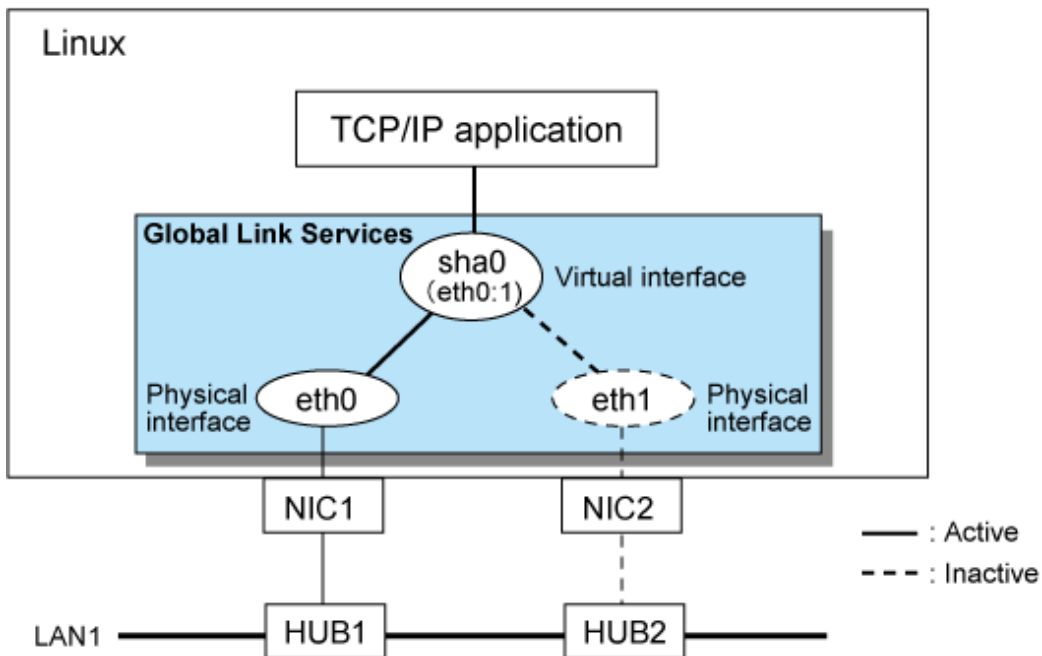 Linux
TCP/IP application
Global Link Services
sha0
(eth0:1)
Virtual interface
Physical
interface
eth0
eth1
Physical
interface
NIC1
NIC2
: Active
: Inactive
LAN1
HUB1
HUB2